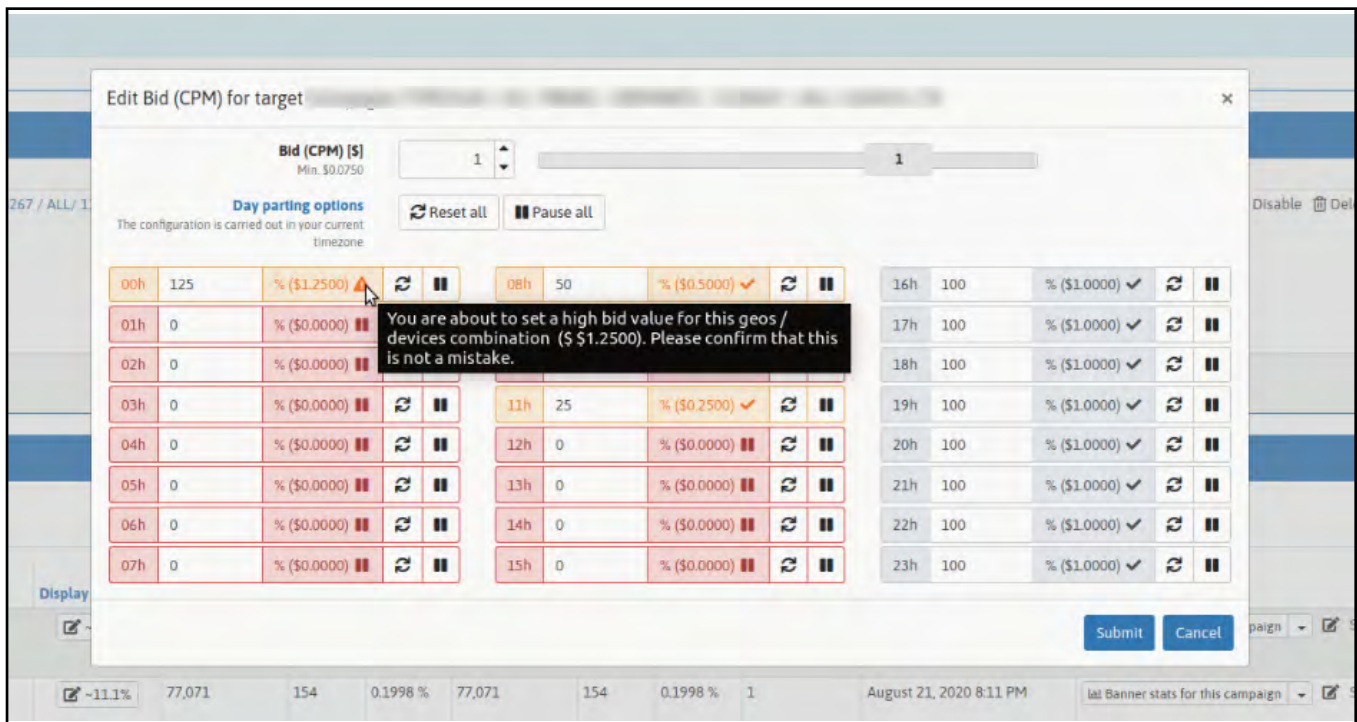 Edit Bid (CPM) for target
×
Bid (CPM) [$]
Min. $0.0750
1
1
Day parting options
The configuration is carried out in your current
timezone
Reset all
Pause all
267 / ALL/ 1
Disable
00h 125 % ($1.2500)
08h 50 % ($0.5000)
16h 100 % ($1.0000)
You are about to set a high bid value for this geos /
devices combination ($ $1.2500). Please confirm that this
is not a mistake.
01h 0 % ($0.0000)
17h 100 % ($1.0000)
02h 0 % ($0.0000)
18h 100 % ($1.0000)
03h 0 % ($0.0000)
11h 25 % ($0.2500)
19h 100 % ($1.0000)
04h 0 % ($0.0000)
12h 0 % ($0.0000)
20h 100 % ($1.0000)
05h 0 % ($0.0000)
13h 0 % ($0.0000)
21h 100 % ($1.0000)
06h 0 % ($0.0000)
14h 0 % ($0.0000)
22h 100 % ($1.0000)
07h 0 % ($0.0000)
15h 0 % ($0.0000)
23h 100 % ($1.0000)
Display
Submit
Cancel
paign
~11.1% 77,071 154 0.1998 % 77,071 154 0.1998 % 1 August 21, 2020 8:11 PM Banner stats for this campaign